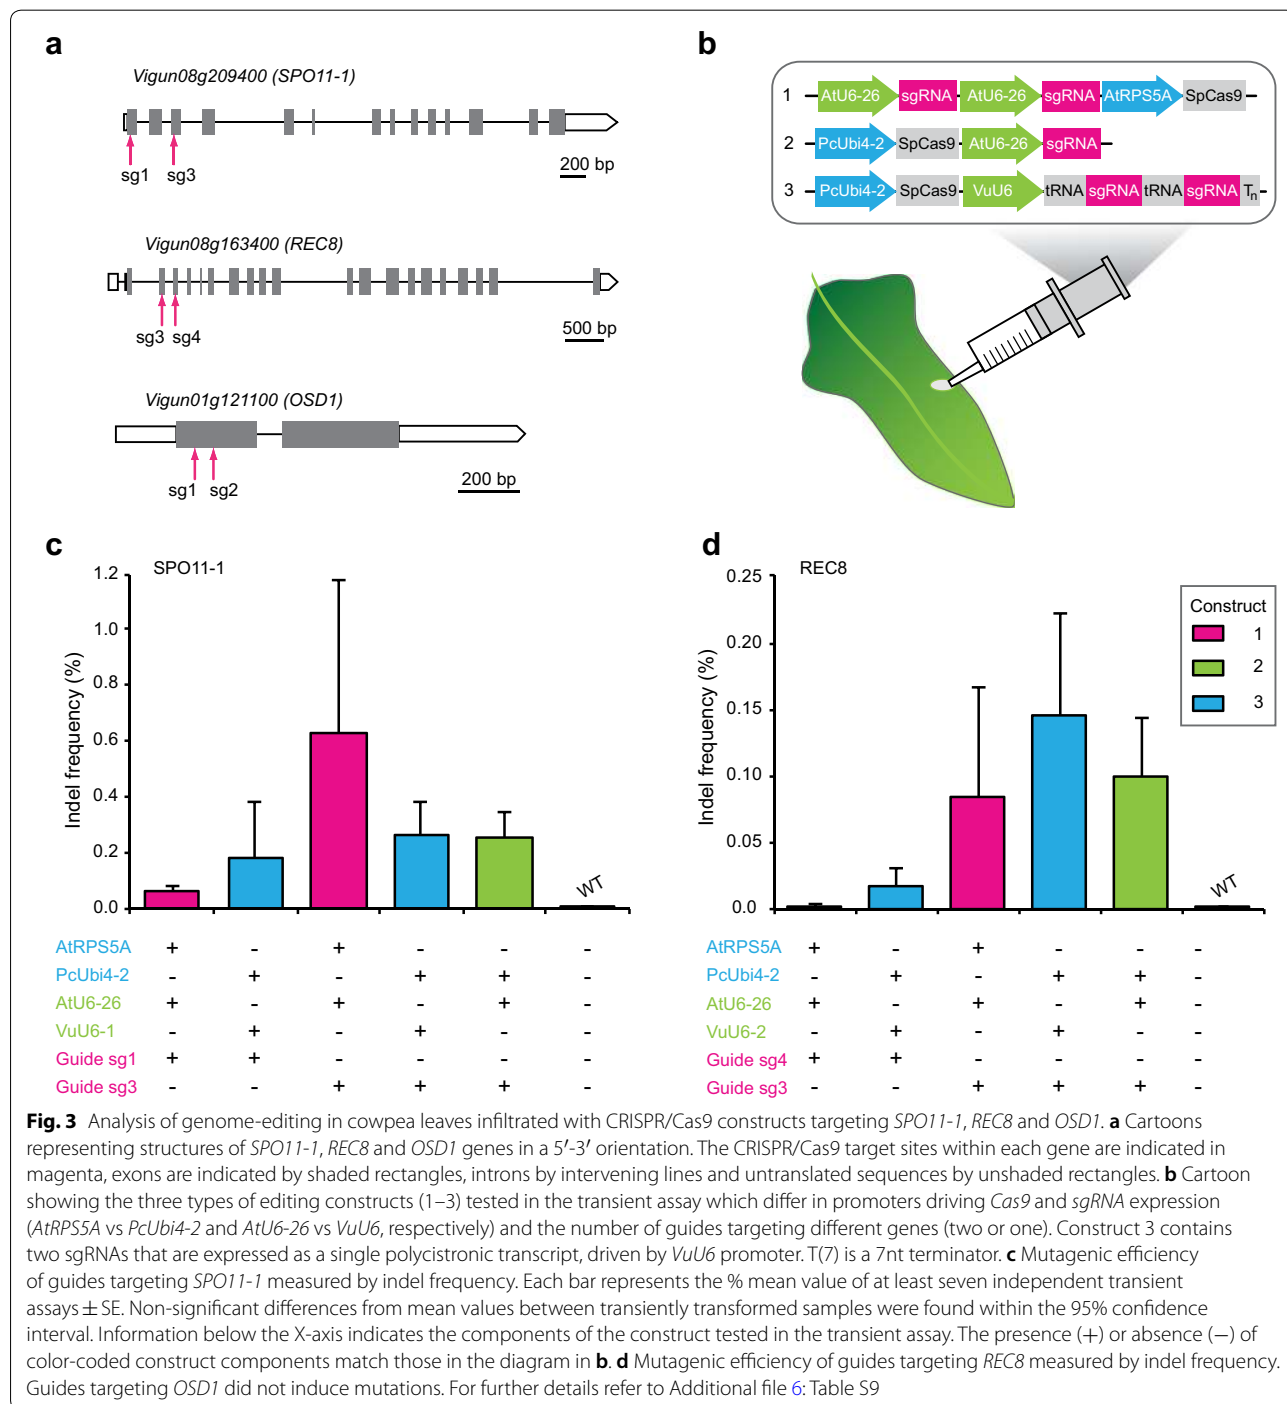 a
Vigun08g209400 (SPO11-1)
sg1
sg3
200 bp
Vigun08g163400 (REC8)
sg3
sg4
500 bp
Vigun01g121100 (OSD1)
sg1
sg2
200 bp
b
1 AtU6-26 sgRNA AtU6-26 sgRNA AtRPS5A SpCas9
2 PcUbi4-2 SpCas9 AtU6-26 sgRNA
3 PcUbi4-2 SpCas9 VuU6 tRNA sgRNA tRNA sgRNA Tn
c
SPO11-1
Indel frequency (%)
1.2
1.0
0.8
0.6
0.4
0.2
0.0
WT
AtRPS5A + - + - - -
PcUbi4-2 - + - + + -
AtU6-26 + - + - + -
VuU6-1 - + - + - -
Guide sg1 + + - - - -
Guide sg3 - - + + + -
d
REC8
Indel frequency (%)
0.25
0.20
0.15
0.10
0.05
0.0
WT
Construct
1
2
3
AtRPS5A + - + - - -
PcUbi4-2 - + - + + -
AtU6-26 + - + - + -
VuU6-2 - + - + - -
Guide sg4 + + - - - -
Guide sg3 - - + + + -
Fig. 3 Analysis of genome-editing in cowpea leaves infiltrated with CRISPR/Cas9 constructs targeting SPO11-1, REC8 and OSD1. a Cartoons
representing structures of SPO11-1, REC8 and OSD1 genes in a 5′-3′ orientation. The CRISPR/Cas9 target sites within each gene are indicated in
magenta, exons are indicated by shaded rectangles, introns by intervening lines and untranslated sequences by unshaded rectangles. b Cartoon
showing the three types of editing constructs (1–3) tested in the transient assay which differ in promoters driving Cas9 and sgRNA expression
(AtRPS5A vs PcUbi4-2 and AtU6-26 vs VuU6, respectively) and the number of guides targeting different genes (two or one). Construct 3 contains
two sgRNAs that are expressed as a single polycistronic transcript, driven by VuU6 promoter. T(7) is a 7nt terminator. c Mutagenic efficiency
of guides targeting SPO11-1 measured by indel frequency. Each bar represents the % mean value of at least seven independent transient
assays ± SE. Non-significant differences from mean values between transiently transformed samples were found within the 95% confidence
interval. Information below the X-axis indicates the components of the construct tested in the transient assay. The presence (+) or absence (−) of
color-coded construct components match those in the diagram in b. d Mutagenic efficiency of guides targeting REC8 measured by indel frequency.
Guides targeting OSD1 did not induce mutations. For further details refer to Additional file 6: Table S9